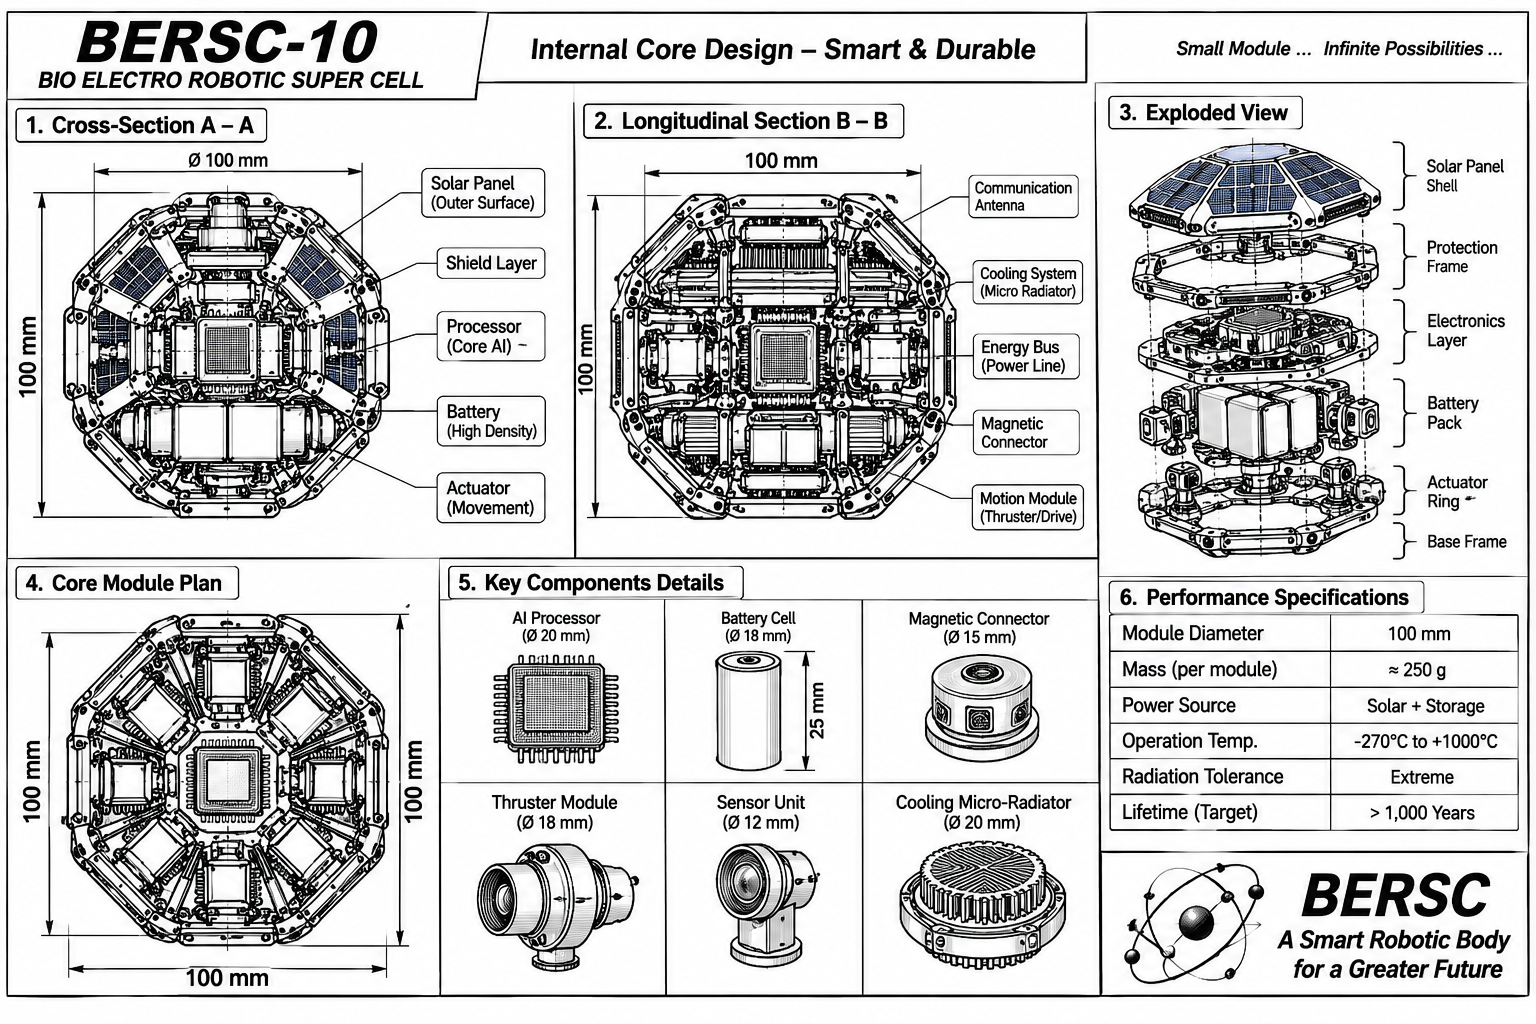 BERSC-10
BIO ELECTRO ROBOTIC SUPER CELL
Internal Core Design – Smart & Durable
Small Module ... Infinite Possibilities ...
1. Cross-Section A – A
Ø 100 mm
100 mm
Solar Panel
(Outer Surface)
Shield Layer
Processor
(Core AI)
Battery
(High Density)
Actuator
(Movement)
2. Longitudinal Section B – B
100 mm
100 mm
Communication
Antenna
Cooling System
(Micro Radiator)
Energy Bus
(Power Line)
Magnetic
Connector
Motion Module
(Thruster/Drive)
3. Exploded View
Solar Panel
Shell
Protection
Frame
Electronics
Layer
Battery
Pack
Actuator
Ring
Base Frame
4. Core Module Plan
100 mm
100 mm
100 mm
5. Key Components Details
AI Processor
(Ø 20 mm)
Battery Cell
(Ø 18 mm)
25 mm
Magnetic Connector
(Ø 15 mm)
Thruster Module
(Ø 18 mm)
Sensor Unit
(Ø 12 mm)
Cooling Micro-Radiator
(Ø 20 mm)
6. Performance Specifications
Module Diameter 100 mm
Mass (per module) ≈ 250 g
Power Source Solar + Storage
Operation Temp. -270°C to +1000°C
Radiation Tolerance Extreme
Lifetime (Target) > 1,000 Years
BERSC
A Smart Robotic Body
for a Greater Future